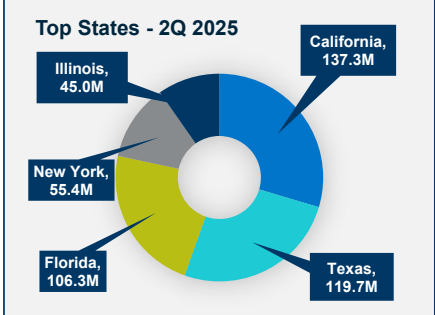 Top States - 2Q 2025
California,
137.3M
Illinois,
45.0M
New York,
55.4M
Florida,
106.3M
Texas,
119.7M